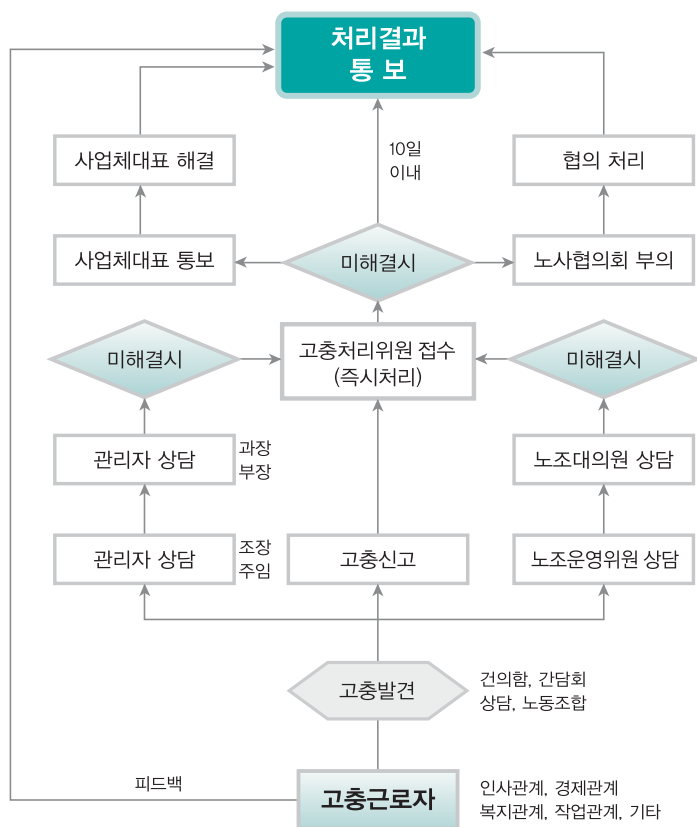 처리결과
통 보
10일
이내
사업체대표 해결
협의 처리
사업체대표 통보
미해결시
노사협의회 부의
미해결시
고충처리위원 접수
(즉시처리)
미해결시
관리자 상담
과장
부장
노조대의원 상담
관리자 상담
조장
주임
고충신고
노조운영위원 상담
고충발견
건의함, 간담회
상담, 노동조합
피드백
고충근로자
인사관계, 경제관계
복지관계, 작업관계, 기타